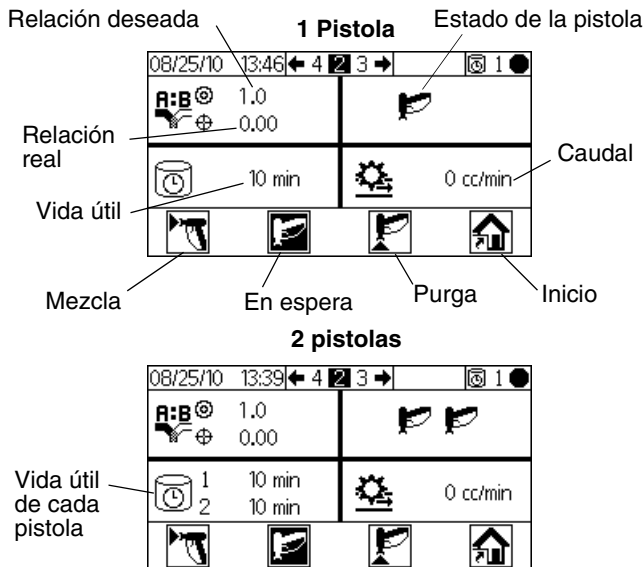 Relación deseada
1 Pistola
Estado de la pistola
08/25/10 13:46 4 2 3 1
A:B 1.0
0.00
Relación
real
Caudal
10 min
0 cc/min
Vida útil
Mezcla
En espera
Purga
Inicio
2 pistolas
08/25/10 13:39 4 2 3 1
A:B 1.0
0.00
Vida útil
de cada
pistola
1 10 min
2 10 min
0 cc/min